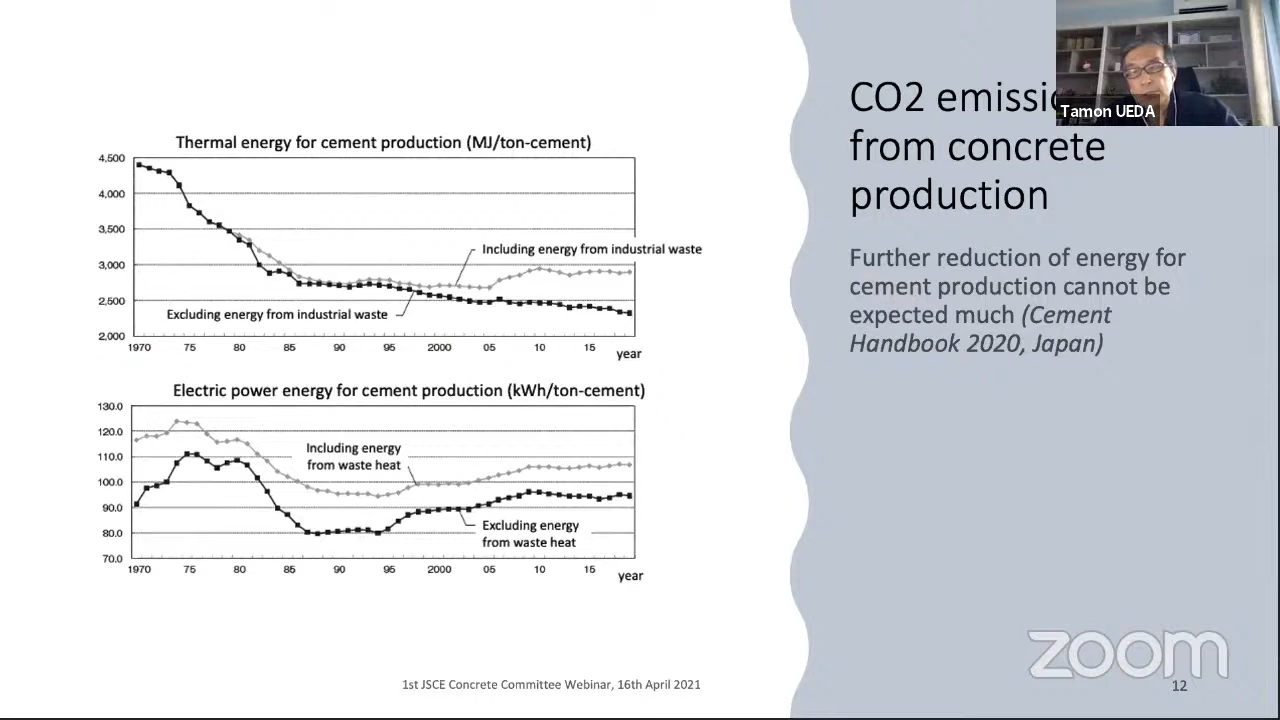 Thermal energy for cement production (MJ/ton-cement)
4,500
4,000
3,500
3,000
2,500
2,000
Including energy from industrial waste
Excluding energy from industrial waste
1970 75 80 85 90 95 2000 05 10 15
year
Electric power energy for cement production (kWh/ton-cement)
130.0
120.0
110.0
100.0
90.0
80.0
70.0
Including energy
from waste heat
Excluding energy
from waste heat
1970 75 80 85 90 95 2000 05 10 15
year
1st JSCE Concrete Committee Webinar, 16th April 2021
Tamon UEDA
CO2
from concrete
production
Further reduction of energy for
cement production cannot be
expected much (Cement
Handbook 2020, Japan)
zoom
12